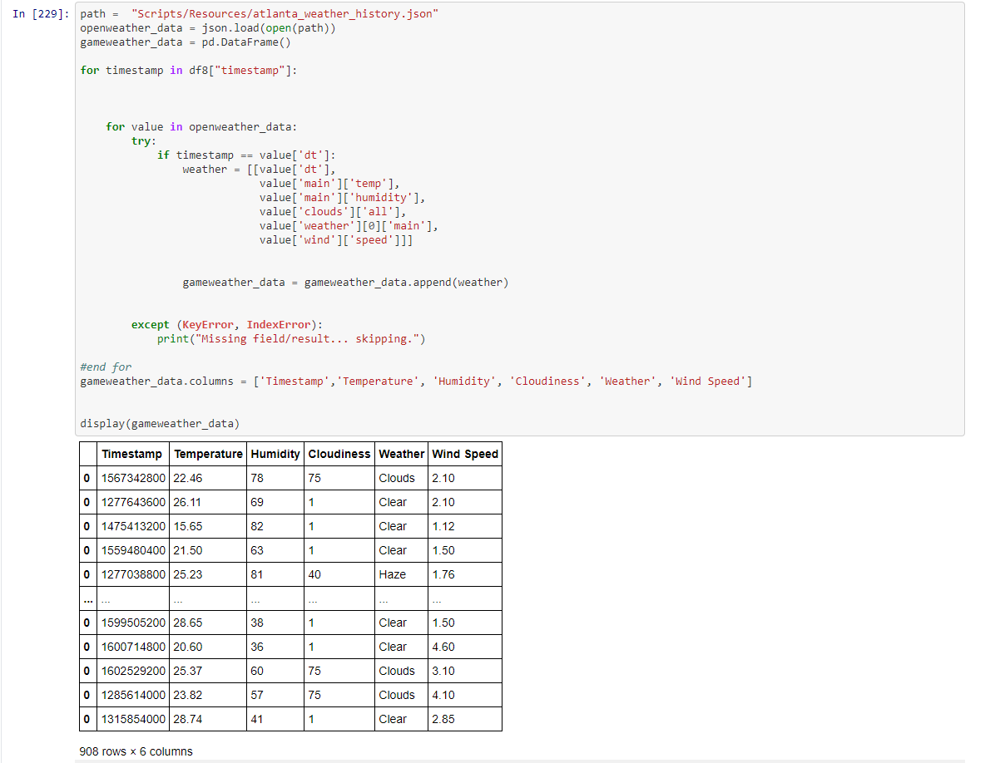 In [229]: path =  "Scripts/Resources/atlanta_weather_history.json"
openweather_data = json.load(open(path))
gameweather_data = pd.DataFrame()
for timestamp in df8["timestamp"]:
    for value in openweather_data:
        try:
            if timestamp == value['dt']:
                weather = [[value['dt'],
                            value['main']['temp'],
                            value['main']['humidity'],
                            value['clouds']['all'],
                            value['weather'][0]['main'],
                            value['wind']['speed']]]
                gameweather_data = gameweather_data.append(weather)
        except (KeyError, IndexError):
            print("Missing field/result... skipping.")
#end for
gameweather_data.columns = ['Timestamp','Temperature', 'Humidity', 'Cloudiness', 'Weather', 'Wind Speed']
display(gameweather_data)
Timestamp Temperature Humidity Cloudiness Weather Wind Speed
0 1567342800 22.46 78 75 Clouds 2.10
0 1277643600 26.11 69 1 Clear 2.10
0 1475413200 15.65 82 1 Clear 1.12
0 1559480400 21.50 63 1 Clear 1.50
0 1277038800 25.23 81 40 Haze 1.76
... ... ... ... ... ... ...
0 1599505200 28.65 38 1 Clear 1.50
0 1600714800 20.60 36 1 Clear 4.60
0 1602529200 25.37 60 75 Clouds 3.10
0 1285614000 23.82 57 75 Clouds 4.10
0 1315854000 28.74 41 1 Clear 2.85
908 rows × 6 columns